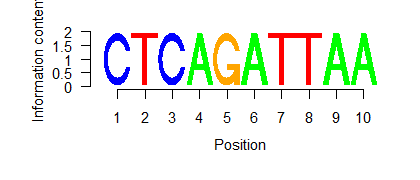 Information content
2
1.5
1
0.5
0
CTCAGATTAA
1 2 3 4 5 6 7 8 9 10
Position